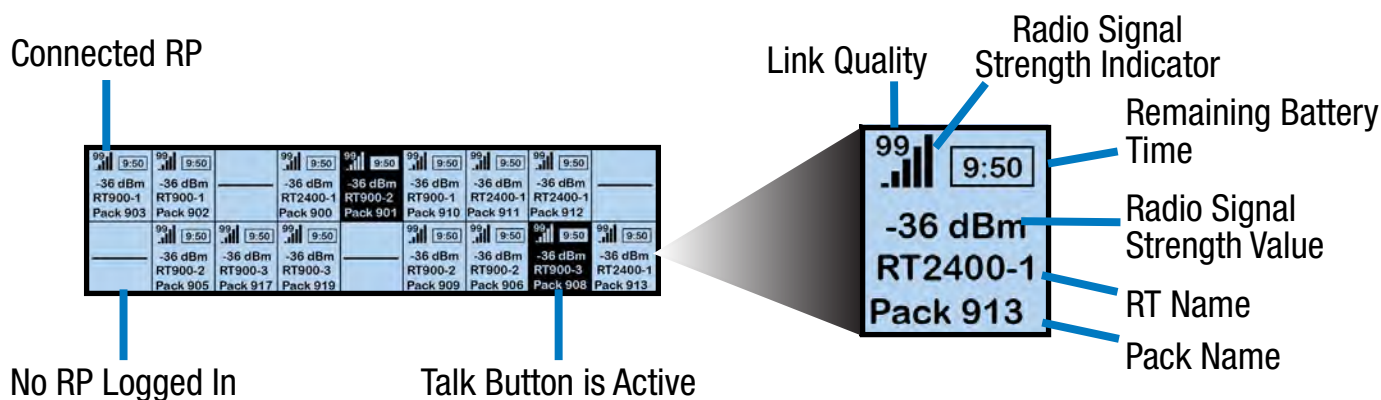 Connected RP
Link Quality
Radio Signal
Strength Indicator
Remaining Battery
Time
Radio Signal
Strength Value
RT Name
Pack Name
99 9:50 99 9:50 99 9:50 99 9:50 99 9:50 99 9:50 99 9:50
-36 dBm -36 dBm -36 dBm -36 dBm -36 dBm -36 dBm -36 dBm
RT900-1 RT900-1 RT2400-1 RT900-2 RT900-1 RT2400-1 RT2400-1
Pack 903 Pack 902 Pack 900 Pack 901 Pack 910 Pack 911 Pack 912
99 9:50 99 9:50 99 9:50 99 9:50 99 9:50 99 9:50 99 9:50
-36 dBm -36 dBm -36 dBm -36 dBm -36 dBm -36 dBm -36 dBm
RT900-2 RT900-3 RT900-3 RT900-2 RT900-2 RT900-3 RT2400-1
Pack 905 Pack 917 Pack 919 Pack 909 Pack 906 Pack 908 Pack 913
99 9:50
-36 dBm
RT2400-1
Pack 913
No RP Logged In
Talk Button is Active